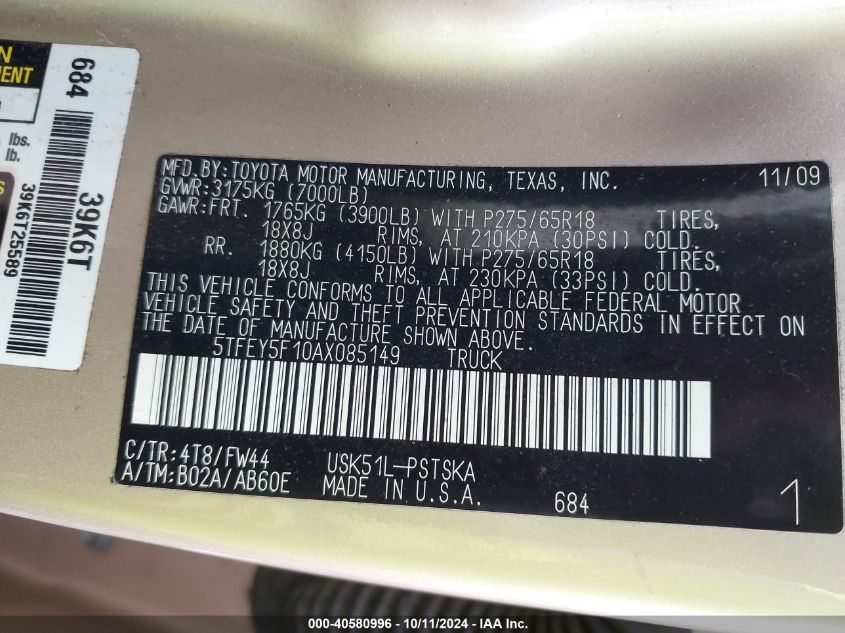 N
MENT
lbs.
lb.
S
684
39K6T
39K6T25589
MFD.BY:TOYOTA MOTOR MANUFACTURING, TEXAS, INC. 11/09
GVWR:3175KG (7000LB)
GAWR:FRT. 1765KG (3900LB) WITH P275/65R18 TIRES,
18X8J RIMS, AT 210KPA (30PSI) COLD.
RR. 1880KG (4150LB) WITH P275/65R18 TIRES,
18X8J RIMS, AT 230KPA (33PSI) COLD.
THIS VEHICLE CONFORMS TO ALL APPLICABLE FEDERAL MOTOR
VEHICLE SAFETY AND THEFT PREVENTION STANDARDS IN EFFECT ON
THE DATE OF MANUFACTURE SHOWN ABOVE.
5TFEY5F10AX085149 TRUCK
C/TR:4T8/FW44 USK51L-PSTSKA
A/TM:B02A/AB60E MADE IN U.S.A. 684 1
000-40580996 - 10/11/2024 - IAA Inc.